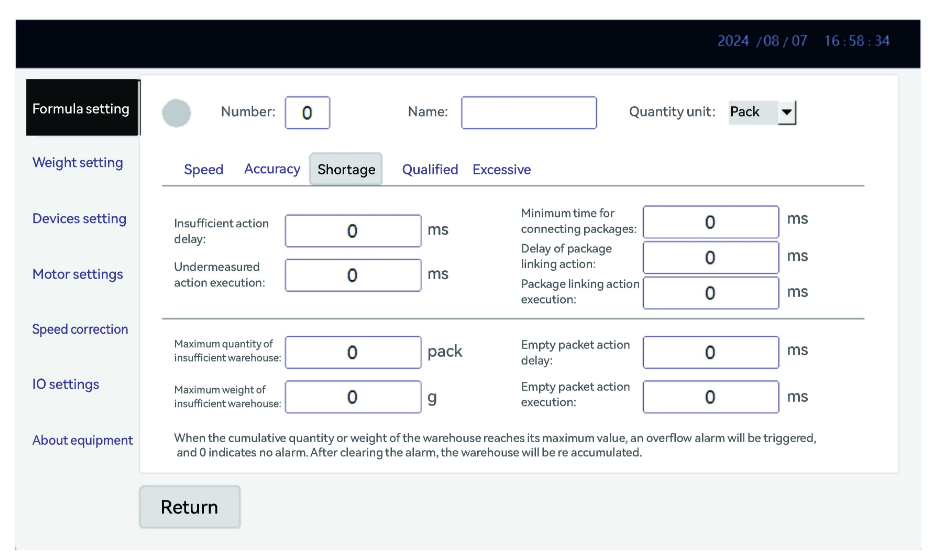 2024 /08/ 07 16:58:34
Formula setting
Number: 0 Name: Quantity unit: Pack
Weight setting
Speed Accuracy Shortage Qualified Excessive
Devices setting
Insufficient action
delay: 0 ms
Minimum time for
connecting packages: 0 ms
Delay of package
linking action: 0 ms
Motor settings
Undermeasured
action execution: 0 ms
Package linking action
execution: 0 ms
Speed correction
Maximum quantity of
insufficient warehouse: 0 pack
Empty packet action
delay: 0 ms
IO settings
Maximum weight of
insufficient warehouse: 0 g
Empty packet action
execution: 0 ms
About equipment
When the cumulative quantity or weight of the warehouse reaches its maximum value, an overflow alarm will be triggered,
and 0 indicates no alarm. After clearing the alarm, the warehouse will be re accumulated.
Return